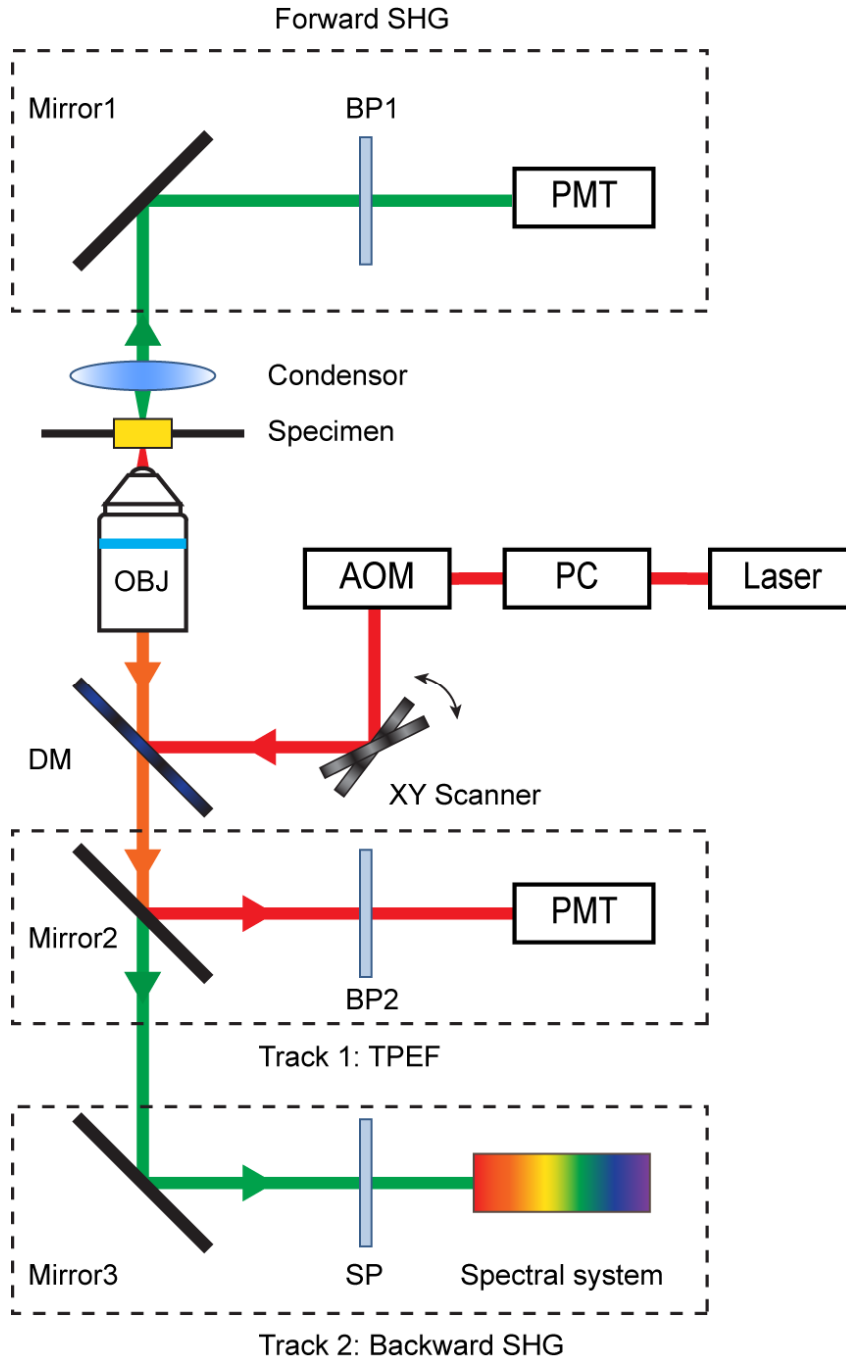 Forward SHG
Mirror1
BP1
PMT
Condensor
Specimen
OBJ
AOM
PC
Laser
DM
XY Scanner
Mirror2
PMT
BP2
Track 1: TPEF
Mirror3
SP
Spectral system
Track 2: Backward SHG